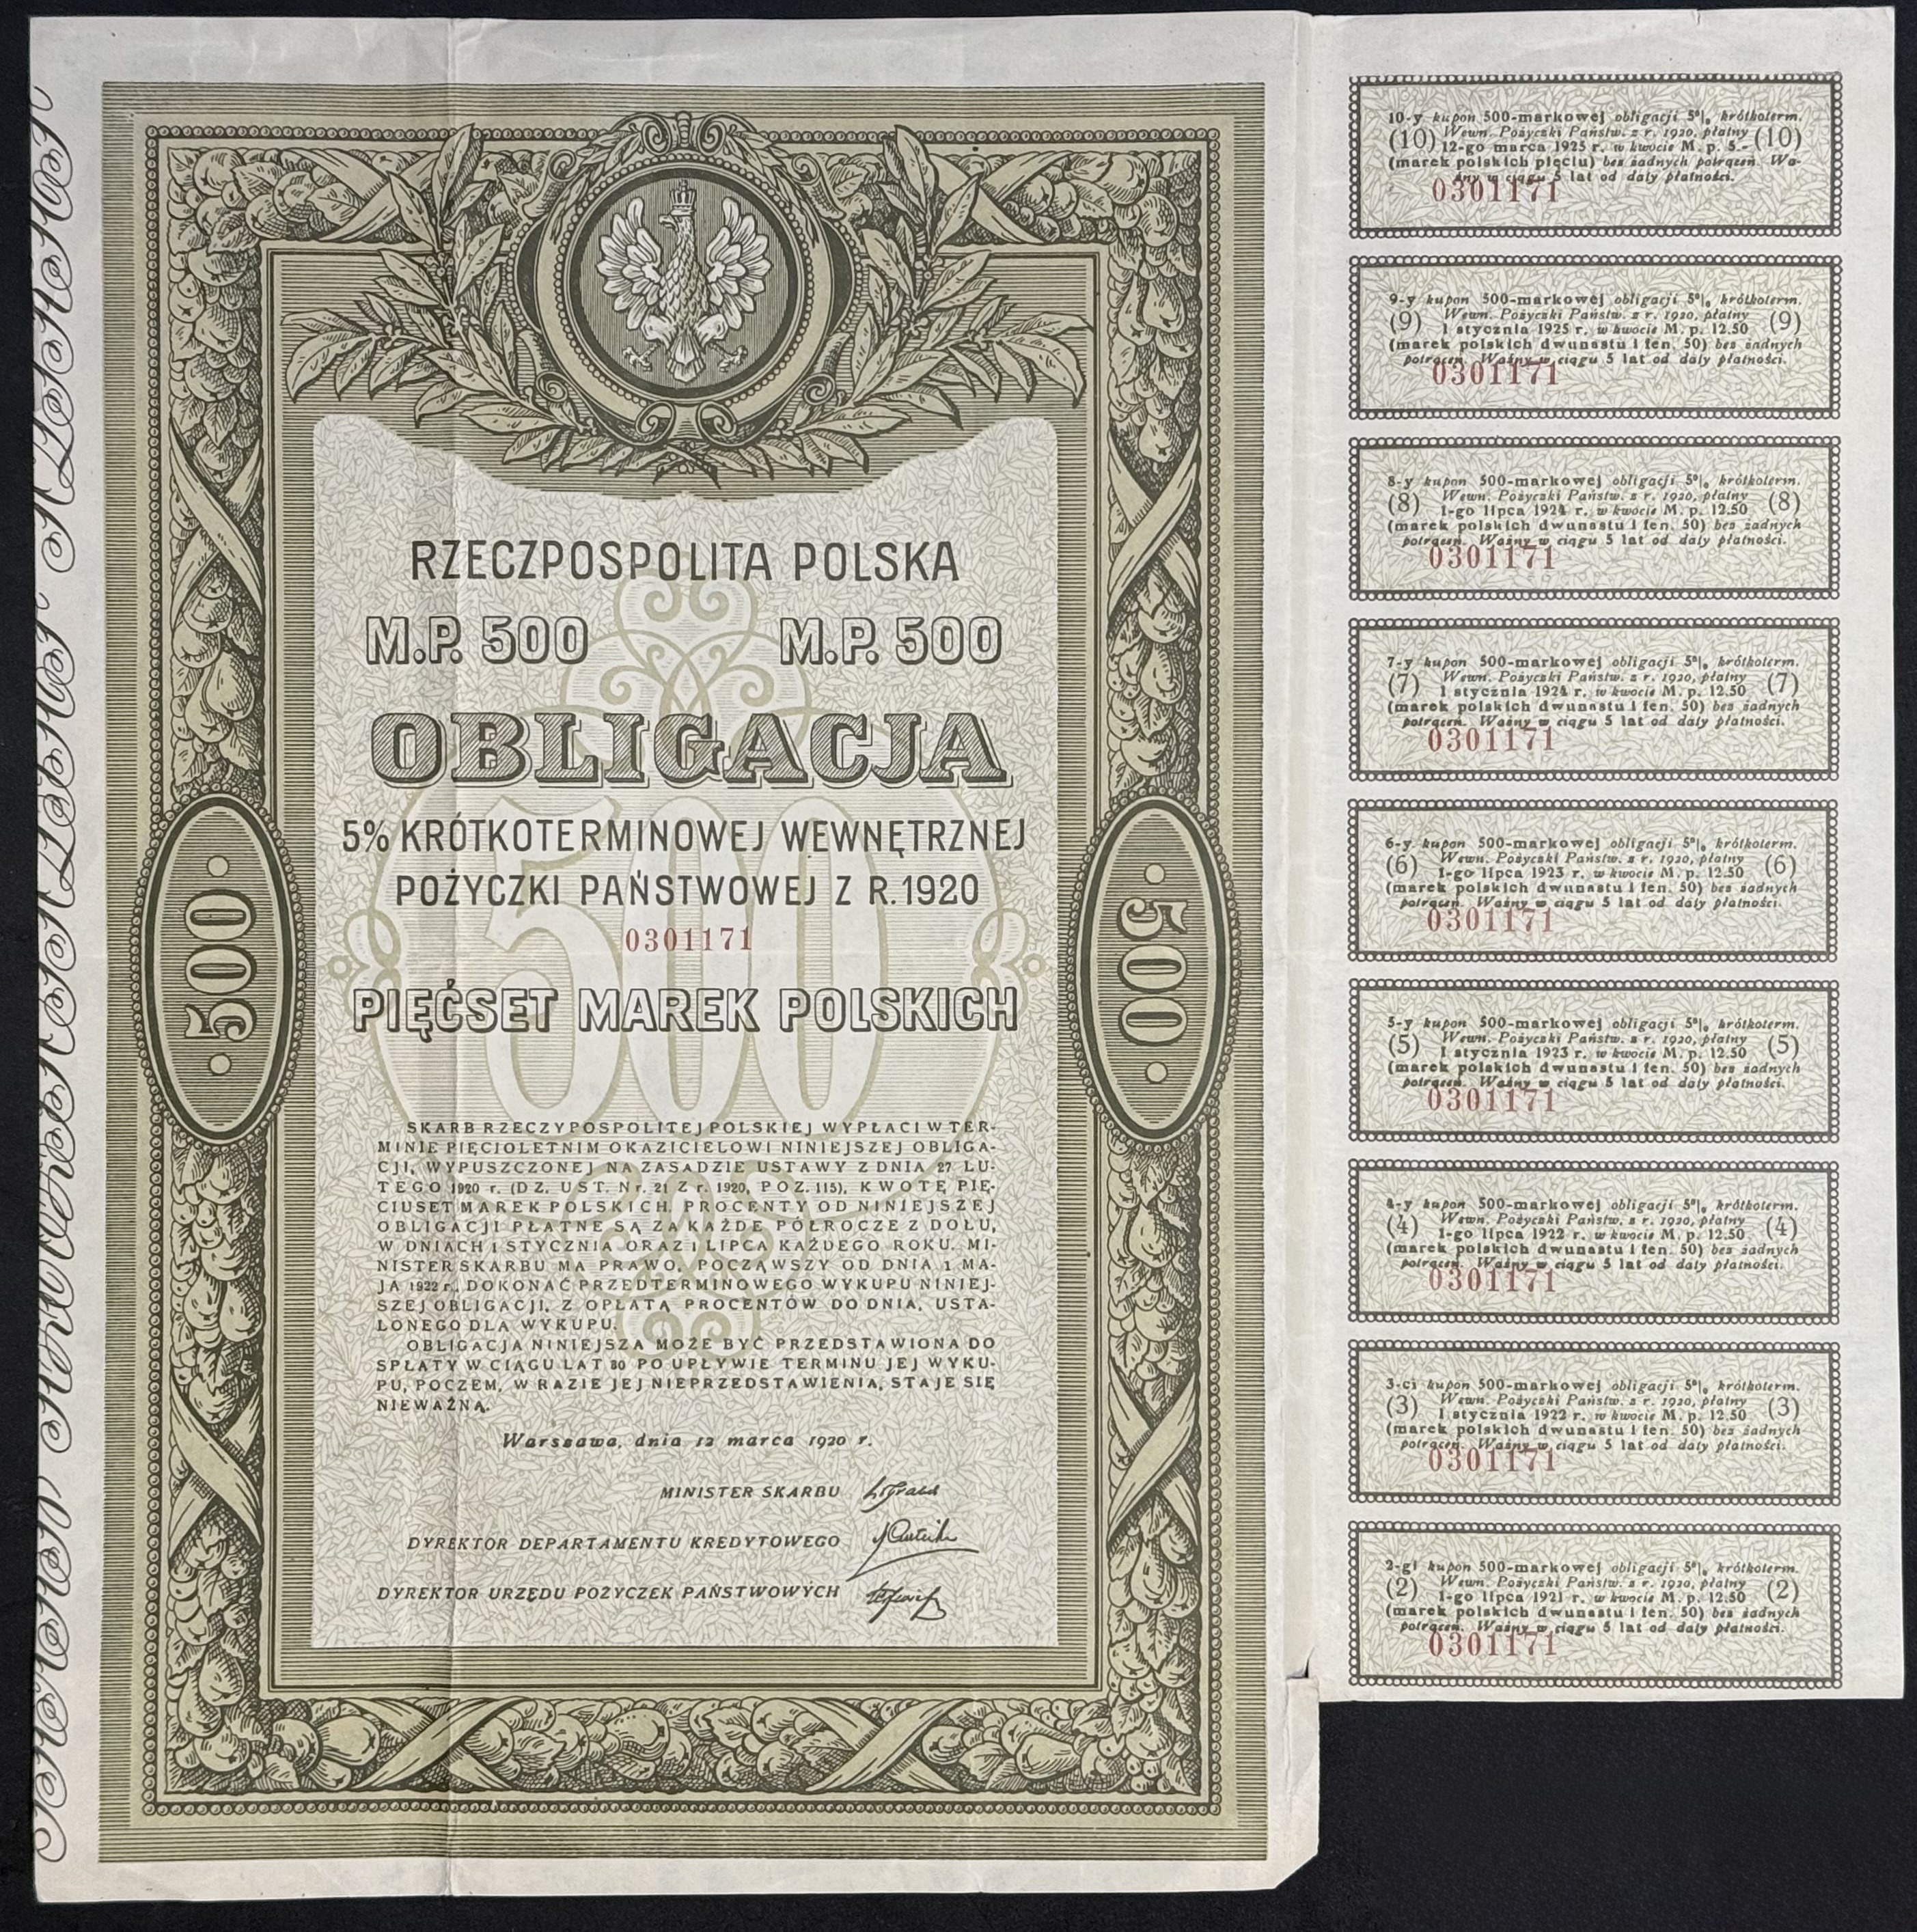 RZECZPOSPOLITA POLSKA
M.P. 500 M.P. 500
OBLIGACJA
5% KRÓTKOTERMINOWEJ WEWNĘTRZNEJ
POŻYCZKI PAŃSTWOWEJ Z R. 1920
0301171
PIĘĆSET MAREK POLSKICH
500
500
SKARB RZECZYPOSPOLITEJ POLSKIEJ WYPŁACI W TER-
MINIE PIĘCIOLETNIM OKAZICIELOWI NINIEJSZEJ OBLIGA-
CJI, WYPUSZCZONEJ NA ZASADZIE USTAWY Z DNIA 27 LU-
TEGO 1920 r. (DZ. UST. Nr. 21 Z r. 1920, POZ. 115), KWOTĘ PIĘ-
CIUSET MAREK POLSKICH. PROCENTY OD NINIEJSZEJ
OBLIGACJI PŁATNE SĄ ZA KAŻDE PÓŁROCZE Z DOŁU,
W DNIACH 1 STYCZNIA ORAZ 1 LIPCA KAŻDEGO ROKU. MI-
NISTER SKARBU MA PRAWO, POCZĄWSZY OD DNIA 1 MA-
JA 1922 r., DOKONAĆ PRZEDTERMINOWEGO WYKUPU NINIEJ-
SZEJ OBLIGACJI, Z OPŁATĄ PROCENTÓW DO DNIA, USTA-
LONEGO DLA WYKUPU.
OBLIGACJA NINIEJSZA MOŻE BYĆ PRZEDSTAWIONA DO
SPŁATY W CIĄGU LAT 30 PO UPŁYWIE TERMINU JEJ WYKU-
PU, POCZEM, W RAZIE JEJ NIEPRZEDSTAWIENIA, STAJE SIĘ
NIEWAŻNĄ.
Warszawa, dnia 12 marca 1920 r.
MINISTER SKARBU
DYREKTOR DEPARTAMENTU KREDYTOWEGO
DYREKTOR URZĘDU POŻYCZEK PAŃSTWOWYCH
10-y kupon 500-markowej obligacji 5% krótkoterm.
(10) Wewn. Pożyczki Państw. z r. 1920, płatny (10)
12-go marca 1925 r. w kwocie M. p. 5.-
(marek polskich pięciu) bez żadnych potrąceń. Wa-
żny w ciągu 5 lat od daty płatności.
0301171
9-y kupon 500-markowej obligacji 5% krótkoterm.
(9) Wewn. Pożyczki Państw. z r. 1920, płatny (9)
1 stycznia 1925 r. w kwocie M. p. 12.50
(marek polskich dwunastu i fen. 50) bez żadnych
potrąceń. Ważny w ciągu 5 lat od daty płatności.
0301171
8-y kupon 500-markowej obligacji 5% krótkoterm.
(8) Wewn. Pożyczki Państw. z r. 1920, płatny (8)
1-go lipca 1924 r. w kwocie M. p. 12.50
(marek polskich dwunastu i fen. 50) bez żadnych
potrąceń. Ważny w ciągu 5 lat od daty płatności.
0301171
7-y kupon 500-markowej obligacji 5% krótkoterm.
(7) Wewn. Pożyczki Państw. z r. 1920, płatny (7)
1 stycznia 1924 r. w kwocie M. p. 12.50
(marek polskich dwunastu i fen. 50) bez żadnych
potrąceń. Ważny w ciągu 5 lat od daty płatności.
0301171
6-y kupon 500-markowej obligacji 5% krótkoterm.
(6) Wewn. Pożyczki Państw. z r. 1920, płatny (6)
1-go lipca 1923 r. w kwocie M. p. 12.50
(marek polskich dwunastu i fen. 50) bez żadnych
potrąceń. Ważny w ciągu 5 lat od daty płatności.
0301171
5-y kupon 500-markowej obligacji 5% krótkoterm.
(5) Wewn. Pożyczki Państw. z r. 1920, płatny (5)
1 stycznia 1923 r. w kwocie M. p. 12.50
(marek polskich dwunastu i fen. 50) bez żadnych
potrąceń. Ważny w ciągu 5 lat od daty płatności.
0301171
4-y kupon 500-markowej obligacji 5% krótkoterm.
(4) Wewn. Pożyczki Państw. z r. 1920, płatny (4)
1-go lipca 1922 r. w kwocie M. p. 12.50
(marek polskich dwunastu i fen. 50) bez żadnych
potrąceń. Ważny w ciągu 5 lat od daty płatności.
0301171
3-ci kupon 500-markowej obligacji 5% krótkoterm.
(3) Wewn. Pożyczki Państw. z r. 1920, płatny (3)
1 stycznia 1922 r. w kwocie M. p. 12.50
(marek polskich dwunastu i fen. 50) bez żadnych
potrąceń. Ważny w ciągu 5 lat od daty płatności.
0301171
2-gi kupon 500-markowej obligacji 5% krótkoterm.
(2) Wewn. Pożyczki Państw. z r. 1920, płatny (2)
1-go lipca 1921 r. w kwocie M. p. 12.50
(marek polskich dwunastu i fen. 50) bez żadnych
potrąceń. Ważny w ciągu 5 lat od daty płatności.
0301171